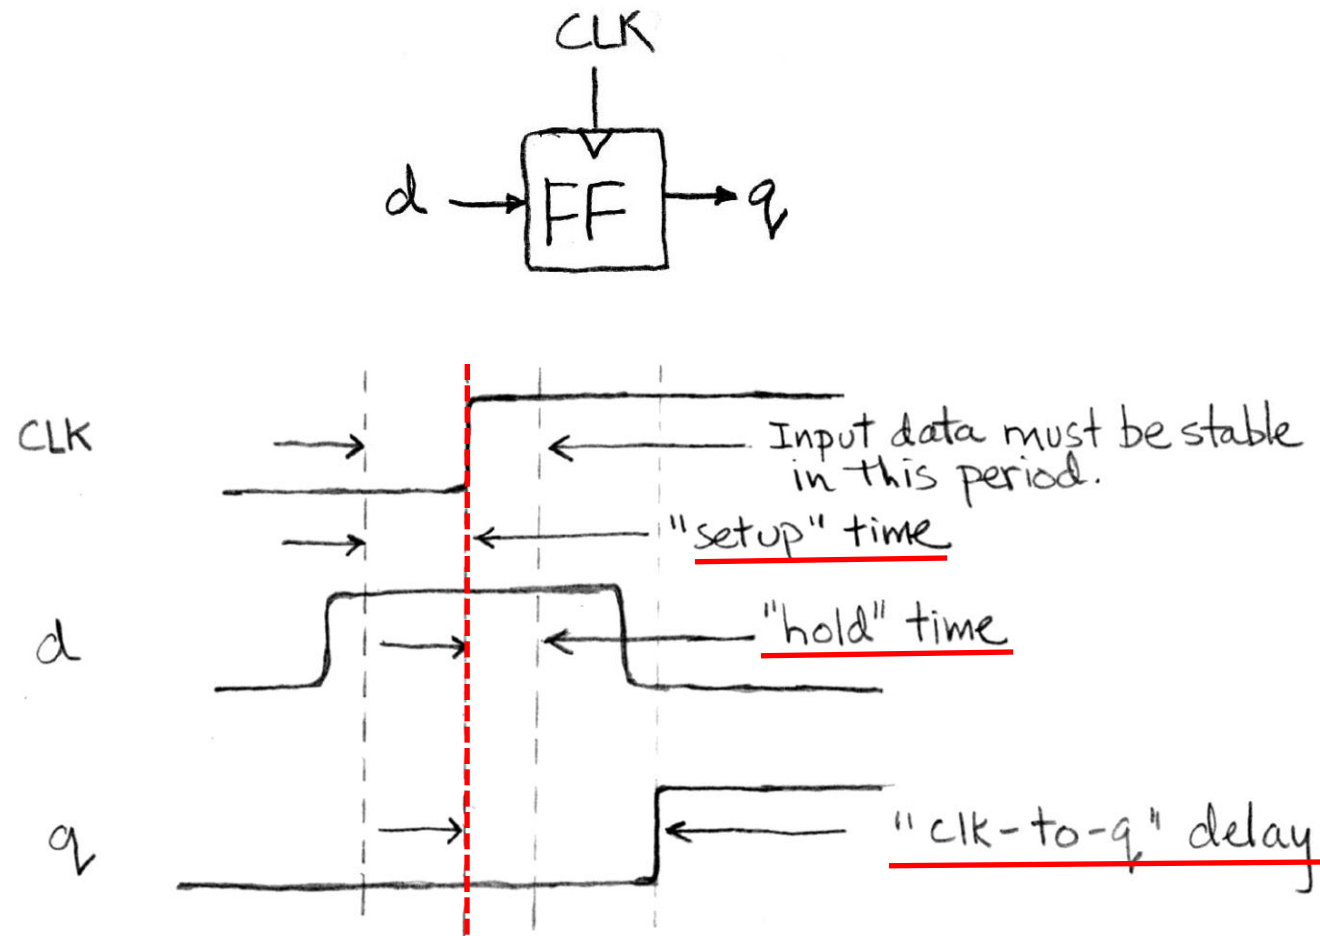 CLK
d
FF
q
CLK
Input data must be stable
in this period.
"setup" time
d
"hold" time
q
"clk-to-q" delay